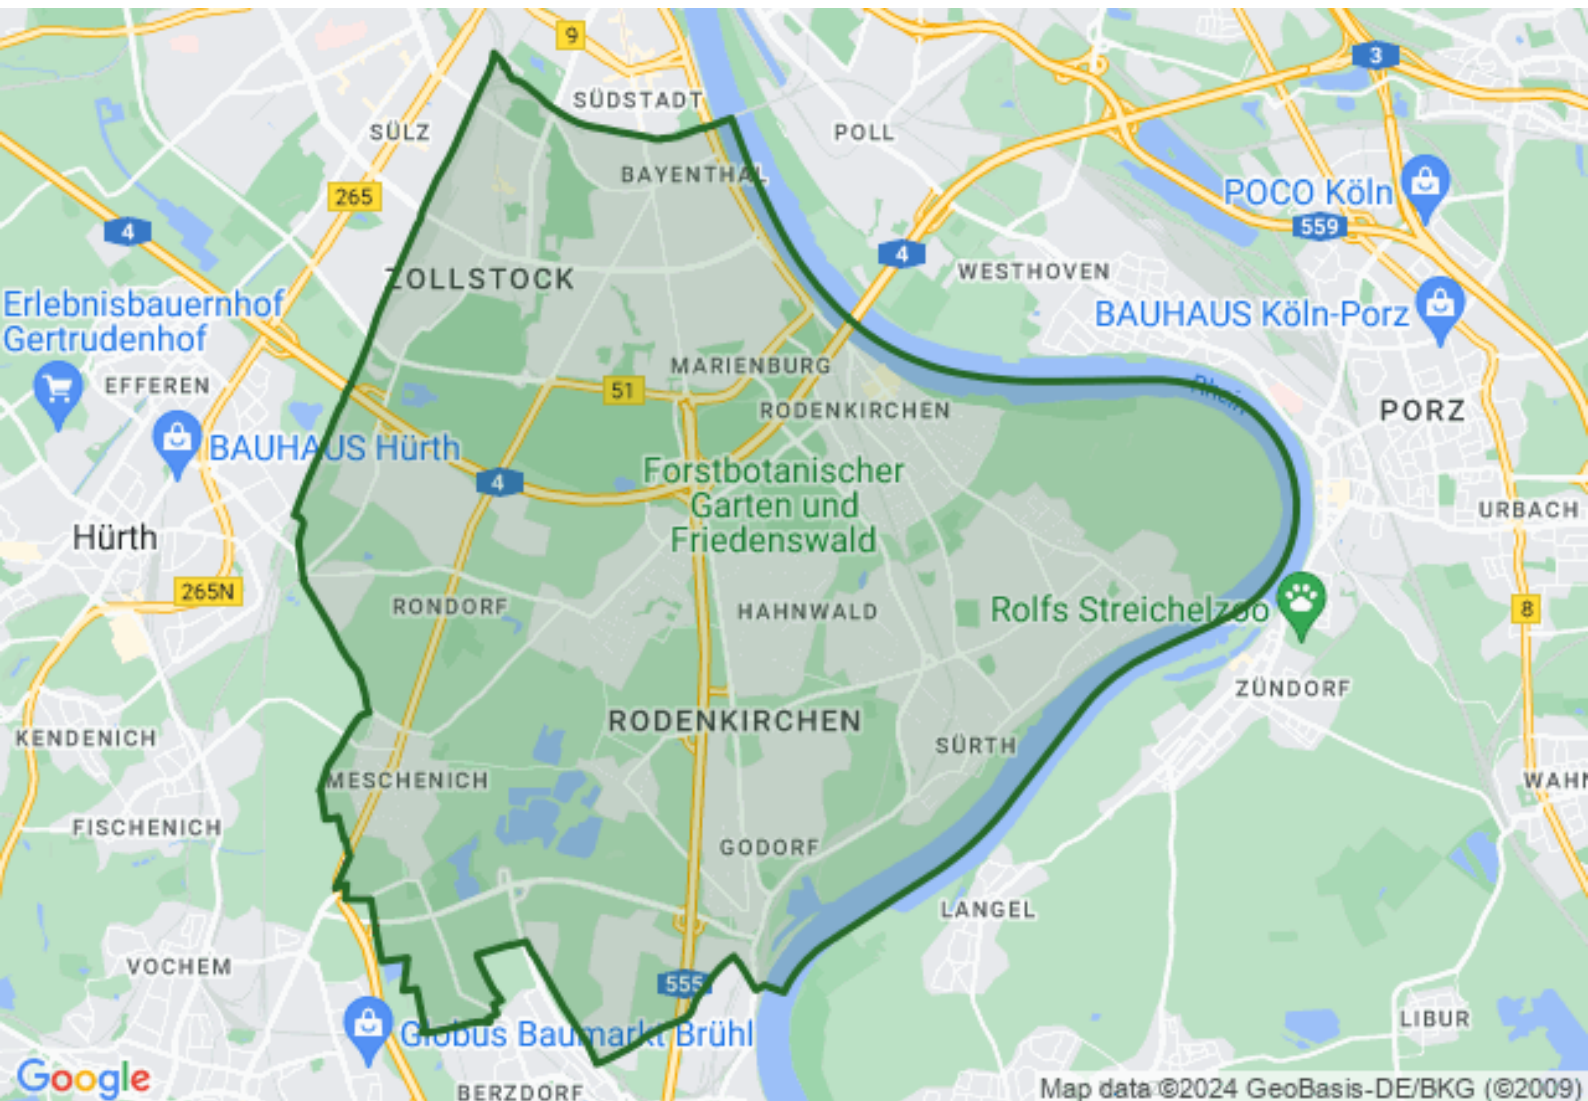 9
SÜDSTADT
3
SÜLZ
POLL
BAYENTHAL
265
POCO Köln
559
4
4
WESTHOVEN
ZOLLSTOCK
Erlebnisbauernhof
Gertrudenhof
BAUHAUS Köln-Porz
MARIENBURG
EFFEREN
51
Rhein
RODENKIRCHEN
PORZ
BAUHAUS Hürth
4
Forstbotanischer
Garten und
Friedenswald
URBACH
Hürth
265N
RONDORF
HAHNWALD
Rolfs Streichelzoo
8
ZÜNDORF
RODENKIRCHEN
KENDENICH
SÜRTH
MESCHENICH
WAHN
FISCHENICH
GODORF
LANGEL
VOCHEM
555
LIBUR
Globus Baumarkt Brühl
Google
BERZDORF
Map data ©2024 GeoBasis-DE/BKG (©2009)